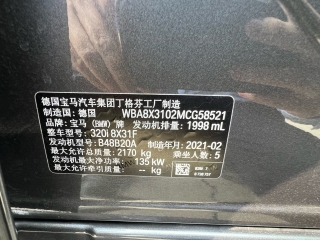 德国宝马汽车集团丁格芬工厂制造
制造国：德国 WBA8X3102MCG58521
品牌：宝马（BMW）牌 发动机排量：1998 mL
整车型号：320i 8X31F
发动机型号：B48B20A 制造年月：2021-02
最大允许总质量：2170 kg 乘坐人数：5
发动机最大净功率：135 kW
最大允许牵引质量：-- kg